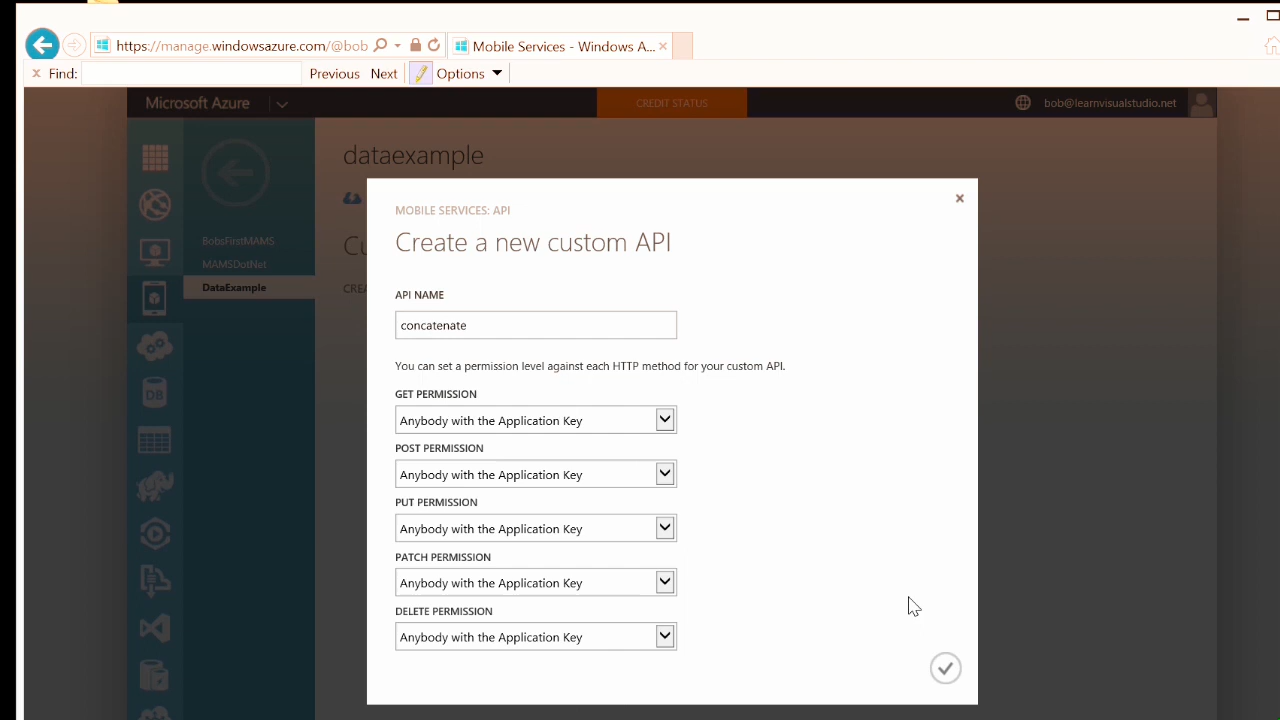 https://manage.windowsazure.com/@bob
Mobile Services - Windows A...
Find:
Previous
Next
Options
Microsoft Azure
CREDIT STATUS
bob@learnvisualstudio.net
dataexample
BobsFirstMAMS
MAMSDotNet
DataExample
Cu
CREA
DB
MOBILE SERVICES: API
Create a new custom API
API NAME
concatenate
You can set a permission level against each HTTP method for your custom API.
GET PERMISSION
Anybody with the Application Key
POST PERMISSION
Anybody with the Application Key
PUT PERMISSION
Anybody with the Application Key
PATCH PERMISSION
Anybody with the Application Key
DELETE PERMISSION
Anybody with the Application Key